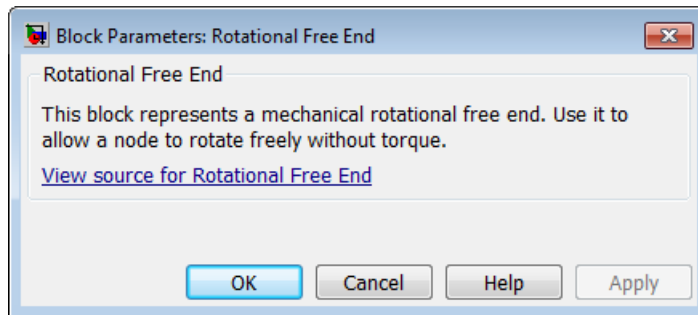 Block Parameters: Rotational Free End
Rotational Free End
This block represents a mechanical rotational free end. Use it to
allow a node to rotate freely without torque.
View source for Rotational Free End
OK Cancel Help Apply